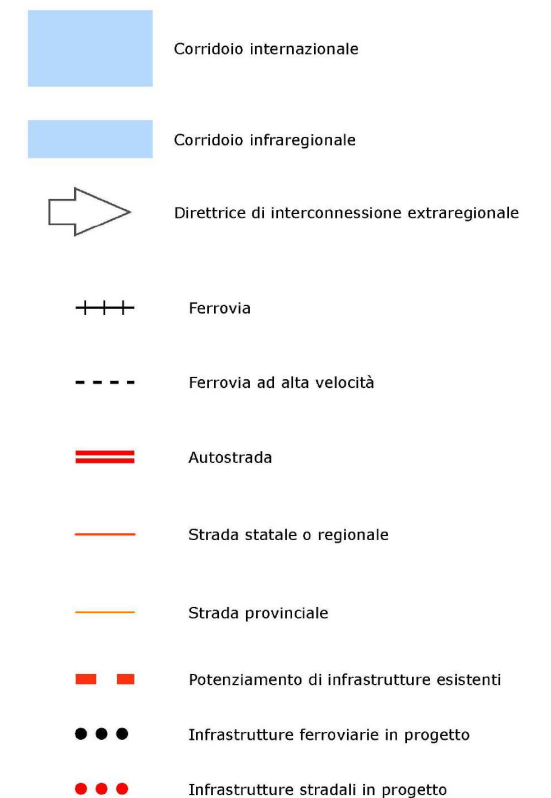 Corridoio internazionale
Corridoio infraregionale
Direttrice di interconnessione extraregionale
Ferrovia
Ferrovia ad alta velocità
Autostrada
Strada statale o regionale
Strada provinciale
Potenziamento di infrastrutture esistenti
Infrastrutture ferroviarie in progetto
Infrastrutture stradali in progetto